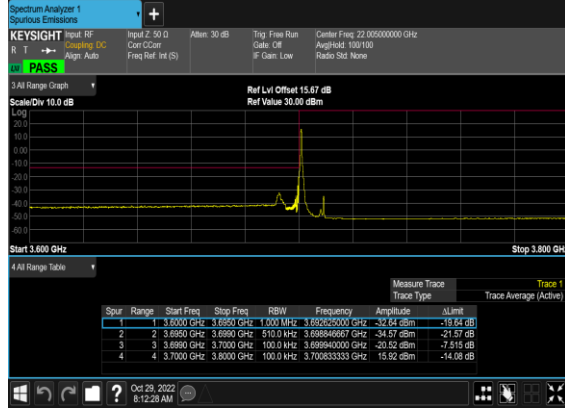 Spectrum Analyzer 1
Spurious Emissions
KEYSIGHT Input: RF Input Z: 50 Ω Atten: 30 dB Trig: Free Run Center Freq: 22.005000000 GHz
R T Coupling: DC Corr CCorr Gate: Off Avg|Hold: 100/100
Align: Auto Freq Ref: Int (S) IF Gain: Low Radio Std: None
PASS
3 All Range Graph
Ref Lvl Offset 15.67 dB
Scale/Div 10.0 dB Ref Value 30.00 dBm
Log
20.0
10.0
0.00
-10.0
-20.0
-30.0
-40.0
-50.0
-60.0
Start 3.600 GHz Stop 3.800 GH
4 All Range Table
Measure Trace Trace 1
Trace Type Trace Average (Active)
Spur Range Start Freq Stop Freq RBW Frequency Amplitude ΔLimit
1 1 3.6000 GHz 3.6950 GHz 1.000 MHz 3.692625000 GHz -32.64 dBm -19.64 dB
2 2 3.6950 GHz 3.6990 GHz 510.0 kHz 3.698846667 GHz -34.57 dBm -21.57 dB
3 3 3.6990 GHz 3.7000 GHz 100.0 kHz 3.699940000 GHz -20.52 dBm -7.515 dB
4 4 3.7000 GHz 3.8000 GHz 100.0 kHz 3.700833333 GHz 15.92 dBm -14.08 dB
? Oct 29, 2022
8:12:28 AM